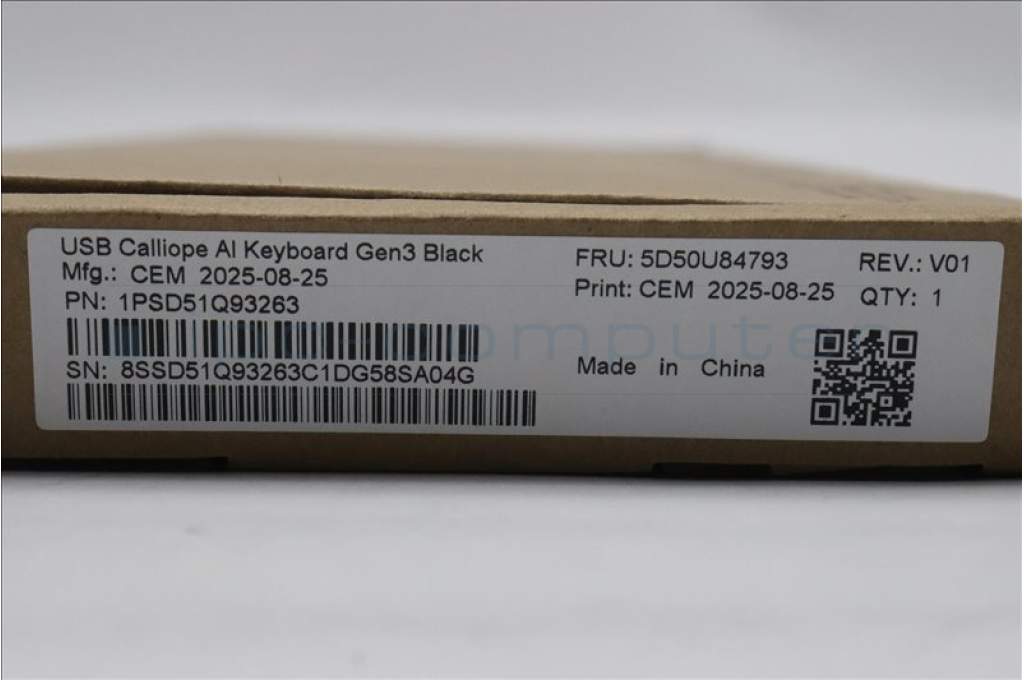 USB Calliope AI Keyboard Gen3 Black
Mfg.: CEM 2025-08-25
PN: 1PSD51Q93263
SN: 8SSD51Q93263C1DG58SA04G
FRU: 5D50U84793
Print: CEM 2025-08-25
Made in China
REV.: V01
QTY: 1